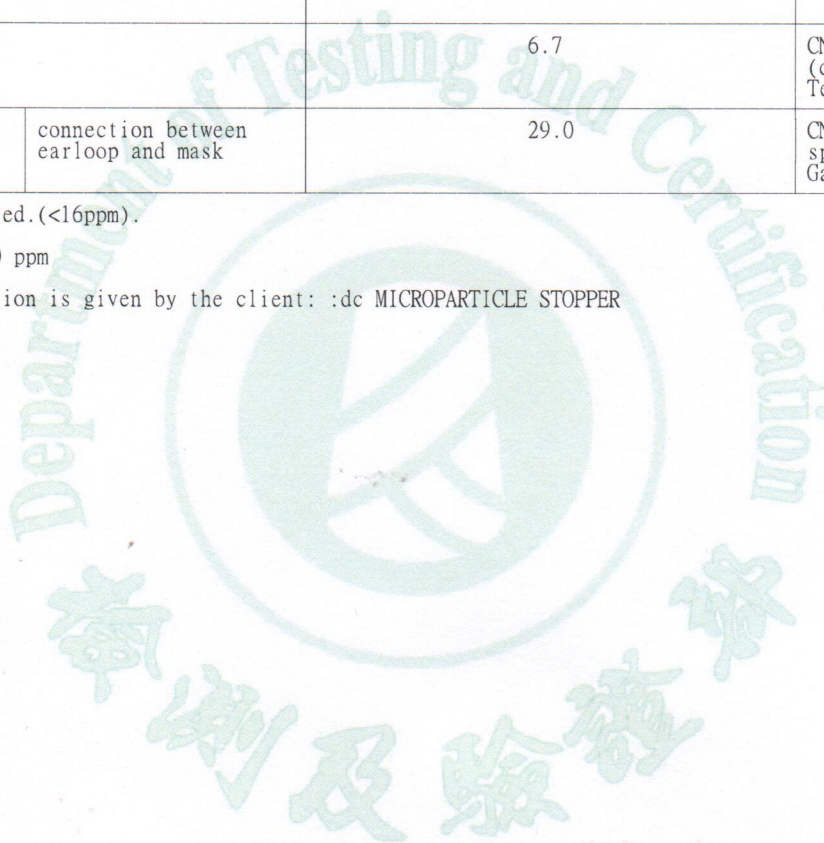 6.7
connection between
earloop and mask
29.0
ed.(<16ppm).
ppm
ion is given by the client: :dc MICROPARTICLE STOPPER
Department of Testing and Certification
檢測及驗證部